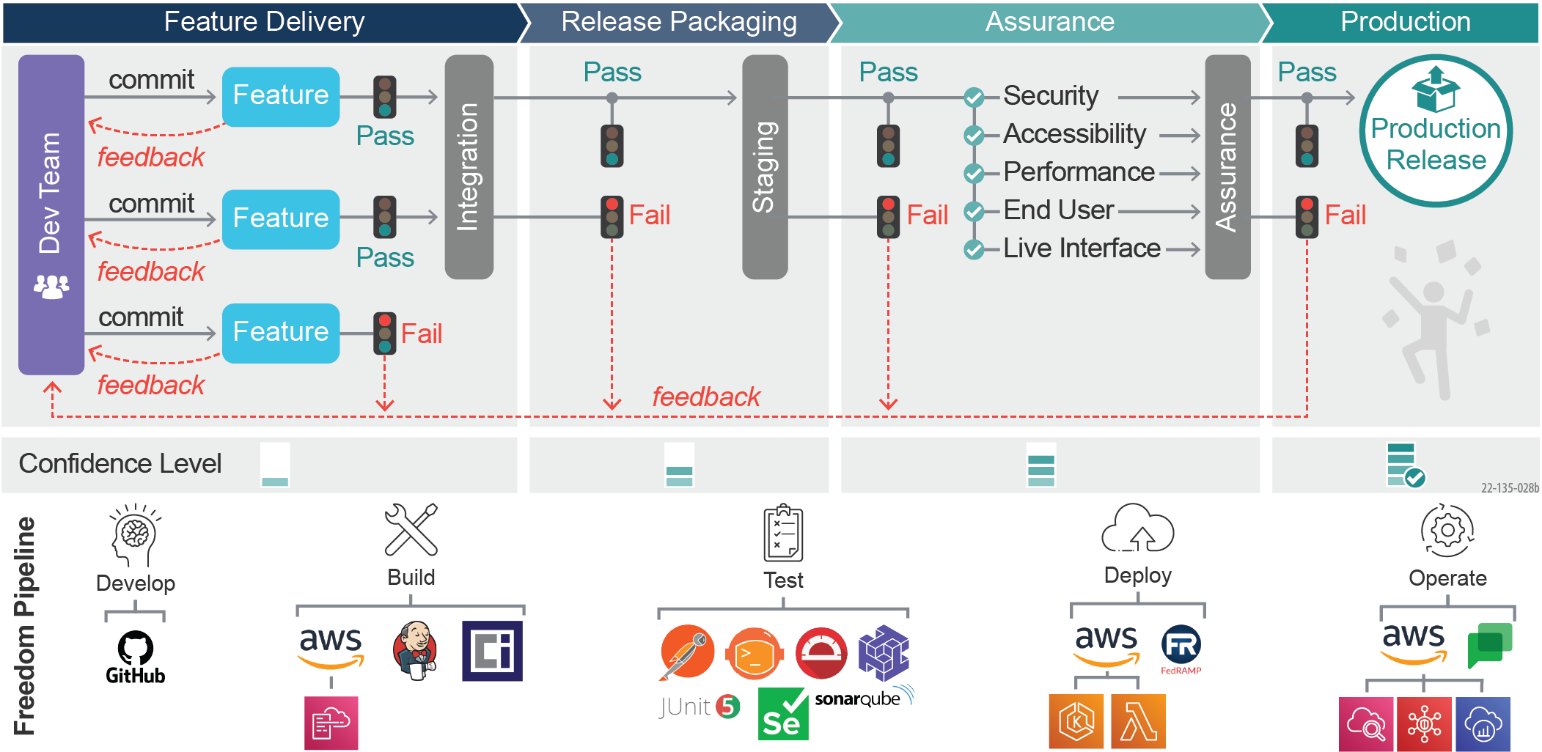 Feature Delivery
Release Packaging
Assurance
Production
Dev Team
commit
Feature
Pass
feedback
commit
Feature
Pass
feedback
commit
Feature
Fail
feedback
Integration
Pass
Fail
Staging
Pass
Fail
Security
Accessibility
Performance
End User
Live Interface
Assurance
Pass
Fail
Production
Release
feedback
Confidence Level
22-135-028b
Freedom Pipeline
Develop
GitHub
Build
aws
Ci
Test
JUnit 5
Se
sonarqube
Deploy
aws
FR
FedRAMP
K
Operate
aws